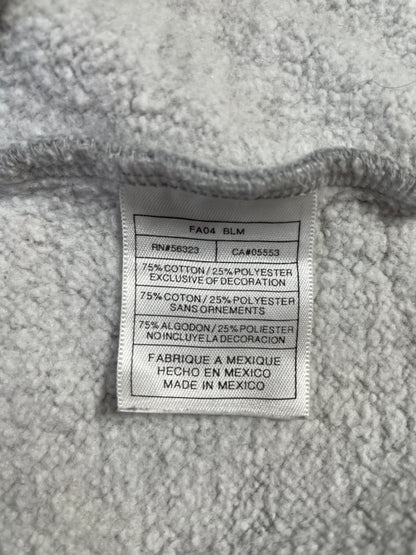 FA04 BLM
RN#56323 CA#05553
75% COTTON/25% POLYESTER
EXCLUSIVE OF DECORATION
75% COTON/25% POLYESTER
SANS ORNEMENTS
75% ALGODON/25% POLIESTER
NO INCLUYE LA DECORACION
FABRIQUE A MEXIQUE
HECHO EN MEXICO
MADE IN MEXICO